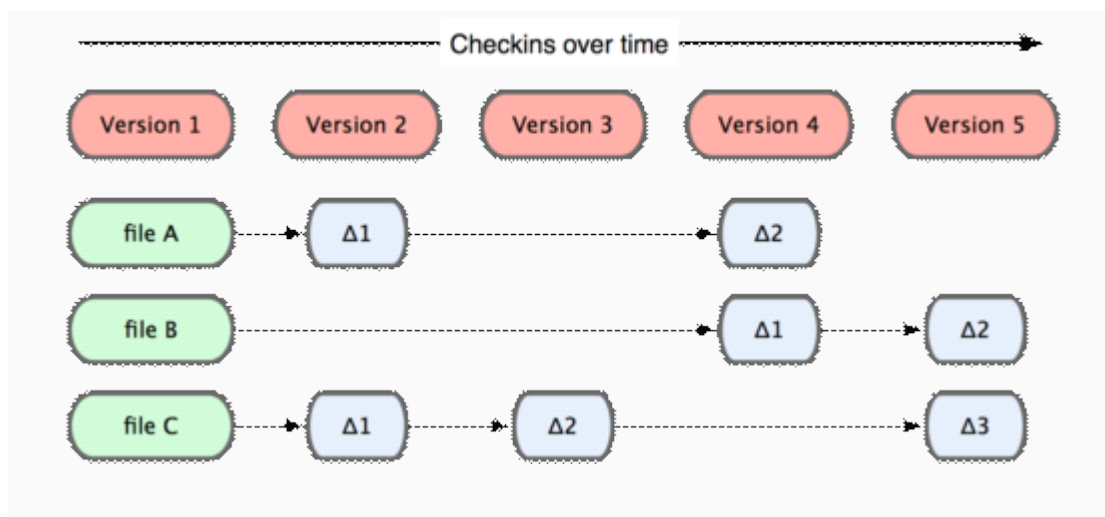 Checkins over time
Version 1 Version 2 Version 3 Version 4 Version 5
file A Δ1 Δ2
file B Δ1 Δ2
file C Δ1 Δ2 Δ3